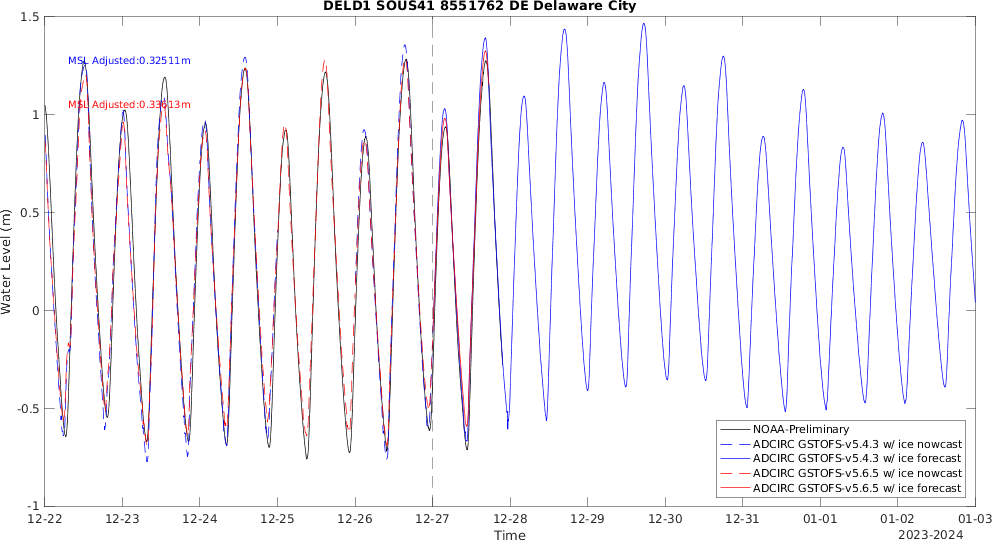 DELD1 SOUS41 8551762 DE Delaware City
1.5
1
0.5
0
-0.5
-1
Water Level (m)
MSL Adjusted:0.32511m
MSL Adjusted:0.33613m
NOAA-Preliminary
ADCIRC GSTOFS-v5.4.3 w/ ice nowcast
ADCIRC GSTOFS-v5.4.3 w/ ice forecast
ADCIRC GSTOFS-v5.6.5 w/ ice nowcast
ADCIRC GSTOFS-v5.6.5 w/ ice forecast
12-22 12-23 12-24 12-25 12-26 12-27 12-28 12-29 12-30 12-31 01-01 01-02 01-03
Time
2023-2024